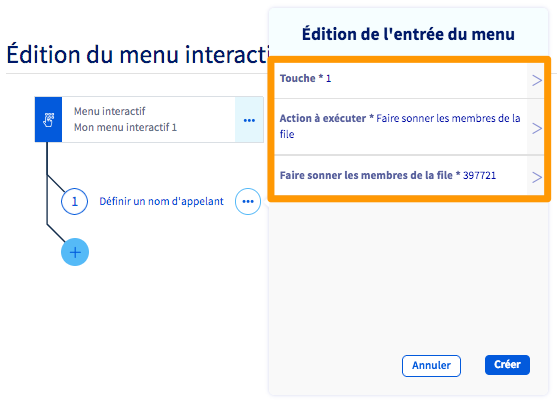 Édition du menu interacti
Menu interactif
Mon menu interactif 1
1
Définir un nom d'appelant
Édition de l'entrée du menu
Touche * 1
Action à exécuter * Faire sonner les membres de la
file
Faire sonner les membres de la file * 397721
Annuler
Créer